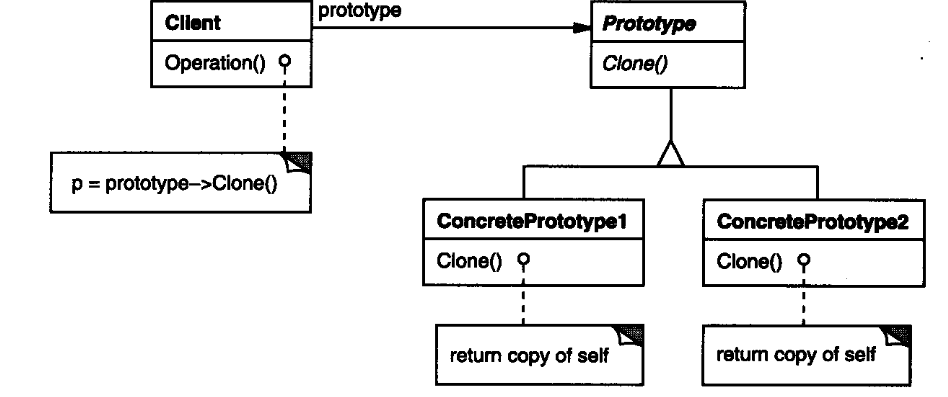 Client
prototype
Prototype
Operation()
Clone()
p = prototype->Clone()
ConcretePrototype1
ConcretePrototype2
Clone()
Clone()
return copy of self
return copy of self